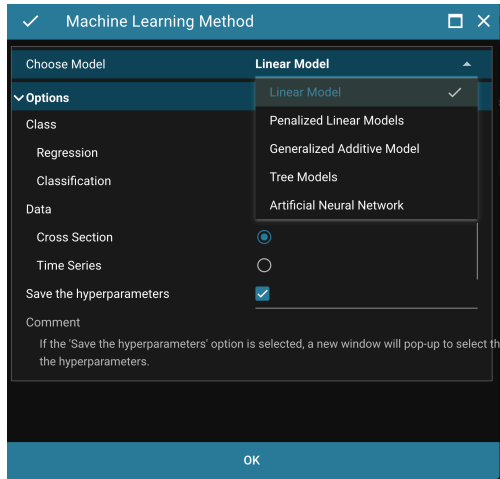 Machine Learning Method
Choose Model Linear Model
Options Linear Model
Class Penalized Linear Models
Regression Generalized Additive Model
Classification Tree Models
Data Artificial Neural Network
Cross Section
Time Series
Save the hyperparameters
Comment
If the 'Save the hyperparameters' option is selected, a new window will pop-up to select th
the hyperparameters.
OK